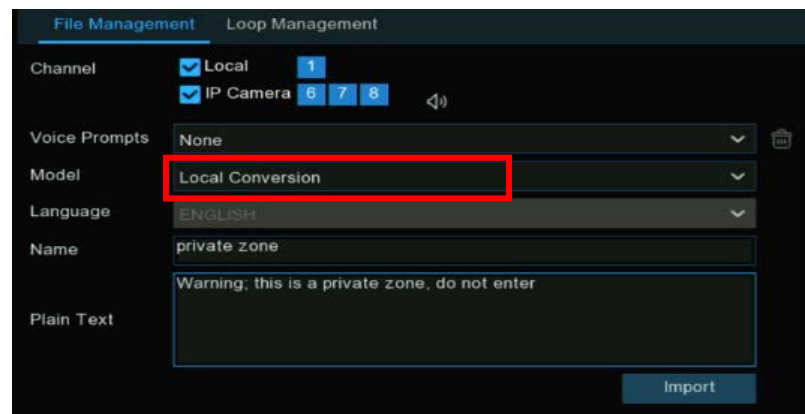 File Management Loop Management
Channel Local 1
IP Camera 6 7 8
Voice Prompts None
Model Local Conversion
Language ENGLISH
Name private zone
Plain Text Warning; this is a private zone, do not enter
Import